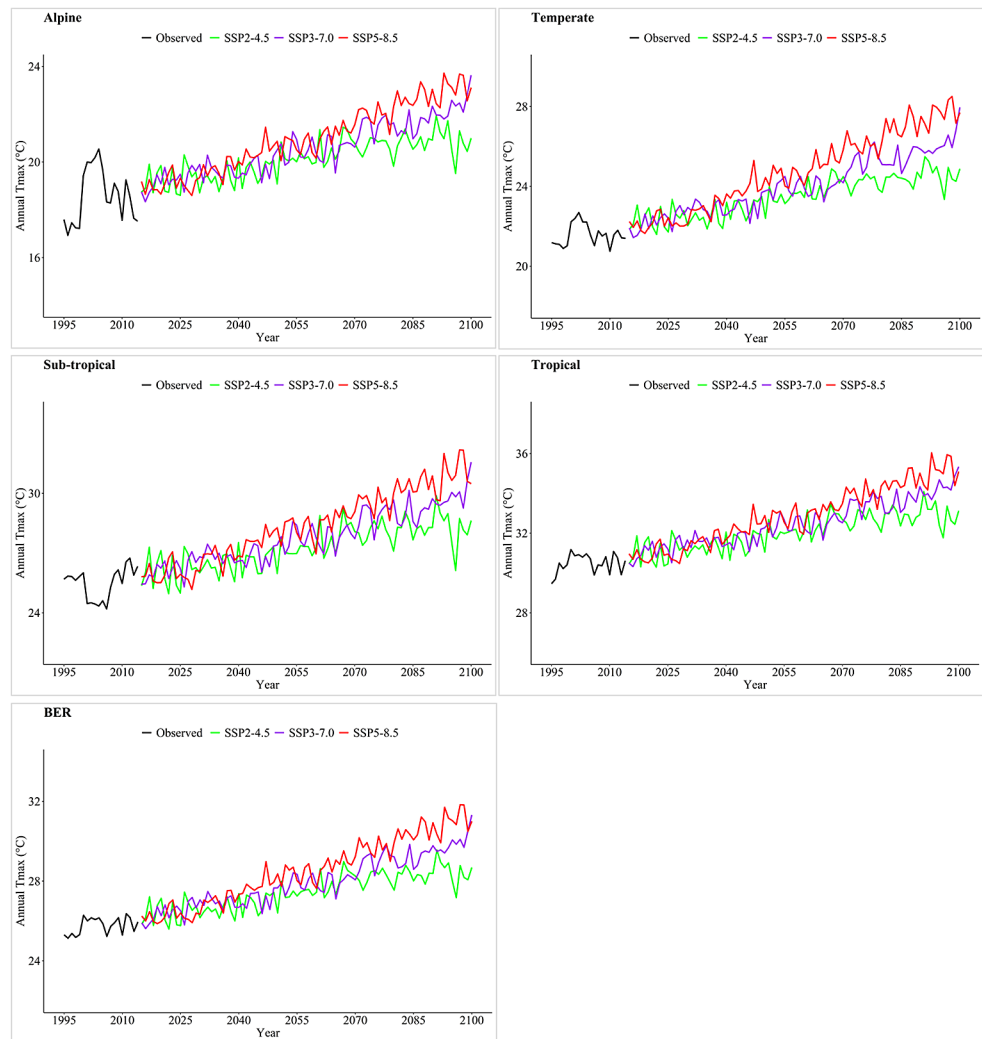 Alpine
Observed SSP2-4.5 SSP3-7.0 SSP5-8.5
Annual Tmax (°C)
24
20
16
1995 2010 2025 2040 2055 2070 2085 2100
Year
Temperate
Observed SSP2-4.5 SSP3-7.0 SSP5-8.5
Annual Tmax (°C)
28
24
20
1995 2010 2025 2040 2055 2070 2085 2100
Year
Sub-tropical
Observed SSP2-4.5 SSP3-7.0 SSP5-8.5
Annual Tmax (°C)
30
24
1995 2010 2025 2040 2055 2070 2085 2100
Year
Tropical
Observed SSP2-4.5 SSP3-7.0 SSP5-8.5
Annual Tmax (°C)
36
32
28
1995 2010 2025 2040 2055 2070 2085 2100
Year
BER
Observed SSP2-4.5 SSP3-7.0 SSP5-8.5
Annual Tmax (°C)
32
28
24
1995 2010 2025 2040 2055 2070 2085 2100
Year